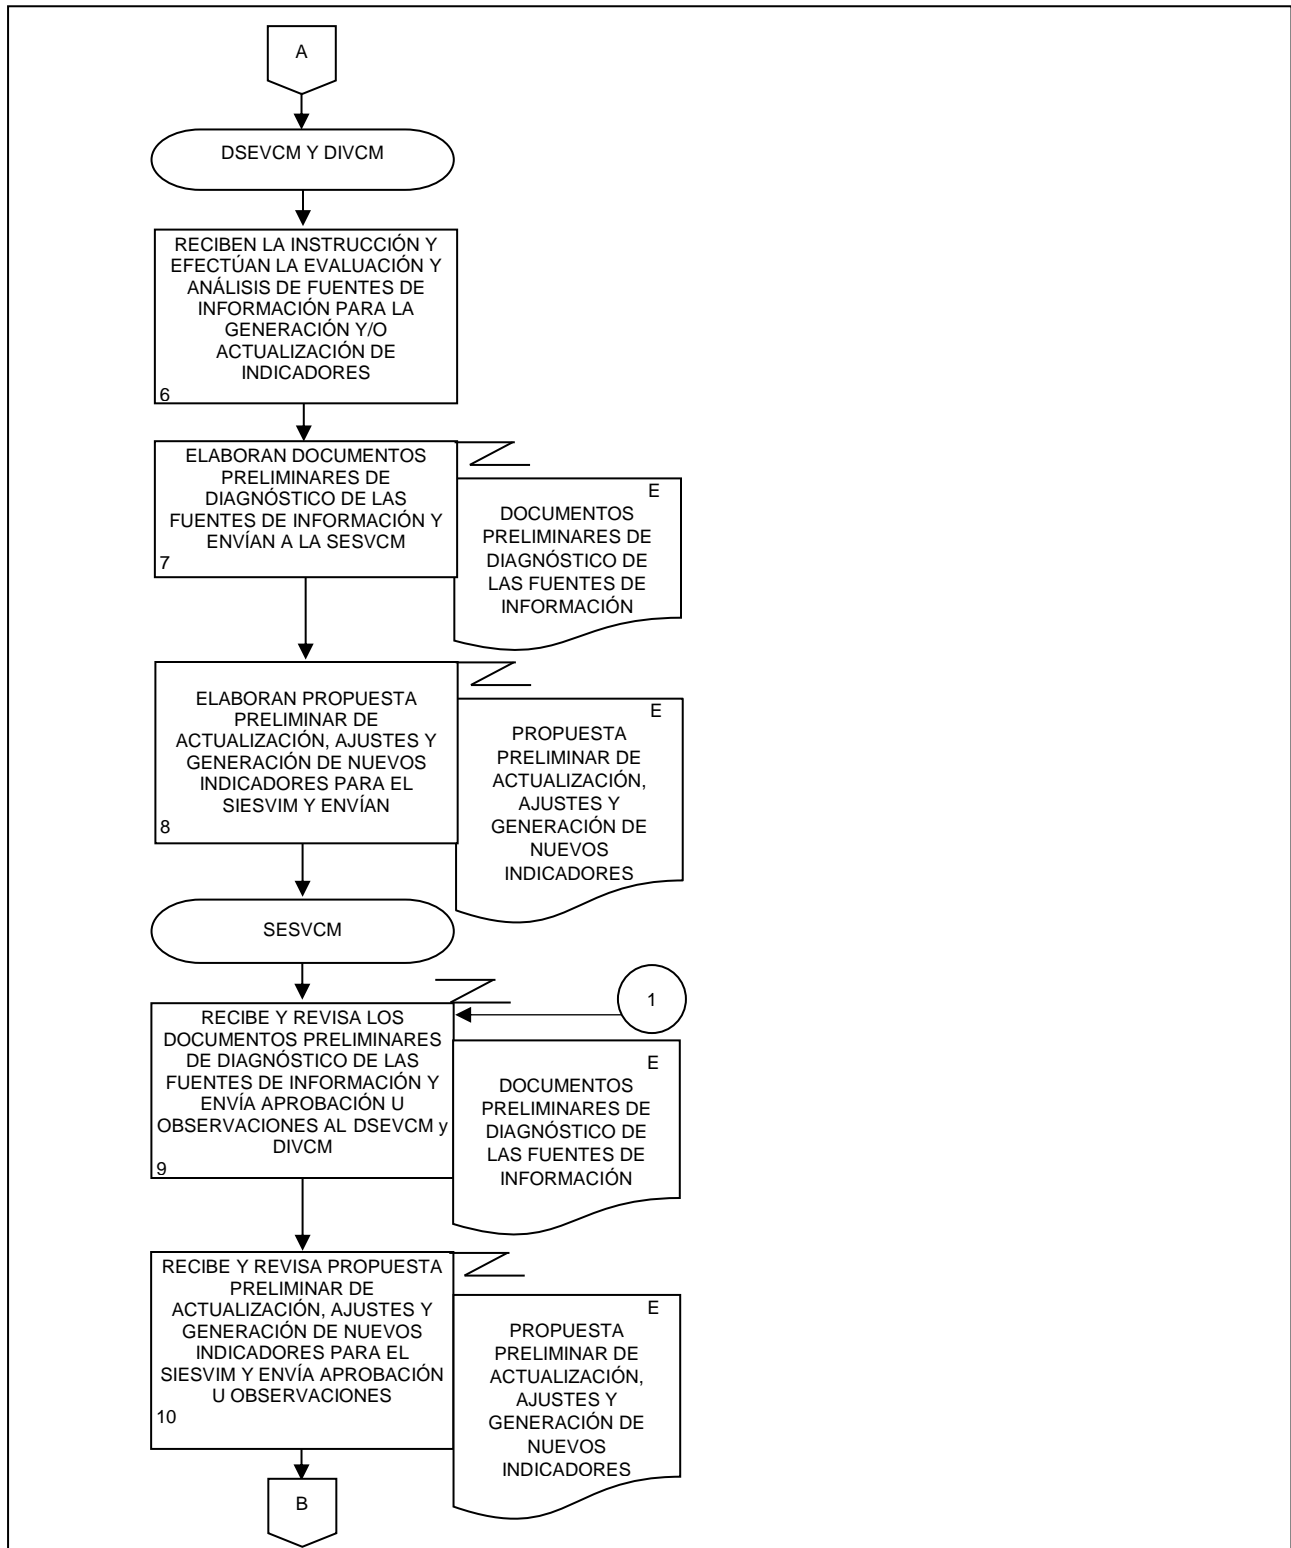 A
DSEVCM Y DIVCM
RECIBEN LA INSTRUCCIÓN Y
EFECTÚAN LA EVALUACIÓN Y
ANÁLISIS DE FUENTES DE
INFORMACIÓN PARA LA
GENERACIÓN Y/O
ACTUALIZACIÓN DE
INDICADORES
6
ELABORAN DOCUMENTOS
PRELIMINARES DE
DIAGNÓSTICO DE LAS
FUENTES DE INFORMACIÓN Y
ENVÍAN A LA SESVCM
7
E
DOCUMENTOS
PRELIMINARES DE
DIAGNÓSTICO DE
LAS FUENTES DE
INFORMACIÓN
ELABORAN PROPUESTA
PRELIMINAR DE
ACTUALIZACIÓN, AJUSTES Y
GENERACIÓN DE NUEVOS
INDICADORES PARA EL
SIESVIM Y ENVÍAN
8
E
PROPUESTA
PRELIMINAR DE
ACTUALIZACIÓN,
AJUSTES Y
GENERACIÓN DE
NUEVOS
INDICADORES
SESVCM
1
RECIBE Y REVISA LOS
DOCUMENTOS PRELIMINARES
DE DIAGNÓSTICO DE LAS
FUENTES DE INFORMACIÓN Y
ENVÍA APROBACIÓN U
OBSERVACIONES AL DSEVCM y
DIVCM
9
E
DOCUMENTOS
PRELIMINARES DE
DIAGNÓSTICO DE
LAS FUENTES DE
INFORMACIÓN
RECIBE Y REVISA PROPUESTA
PRELIMINAR DE
ACTUALIZACIÓN, AJUSTES Y
GENERACIÓN DE NUEVOS
INDICADORES PARA EL
SIESVIM Y ENVÍA APROBACIÓN
U OBSERVACIONES
10
E
PROPUESTA
PRELIMINAR DE
ACTUALIZACIÓN,
AJUSTES Y
GENERACIÓN DE
NUEVOS
INDICADORES
B